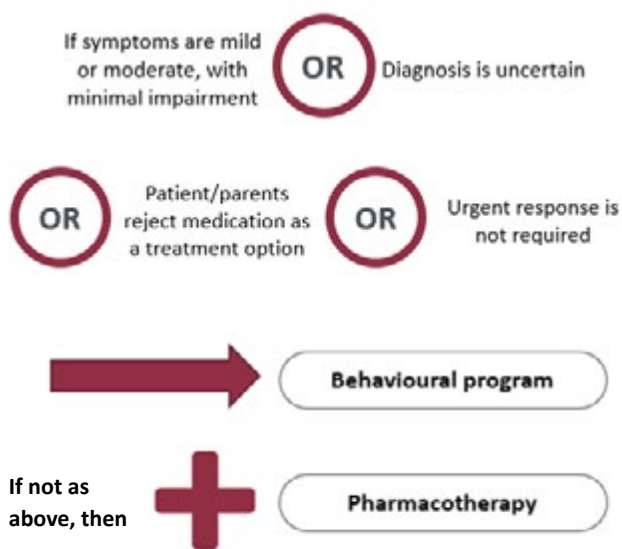 If symptoms are mild
or moderate, with
minimal impairment
OR
Diagnosis is uncertain
OR
Patient/parents
reject medication as
a treatment option
OR
Urgent response is
not required
Behavioural program
If not as
above, then
Pharmacotherapy